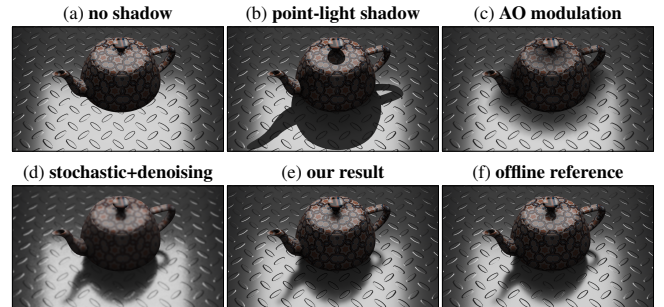 (a) no shadow
(b) point-light shadow
(c) AO modulation
(d) stochastic+denoising
(e) our result
(f) offline reference